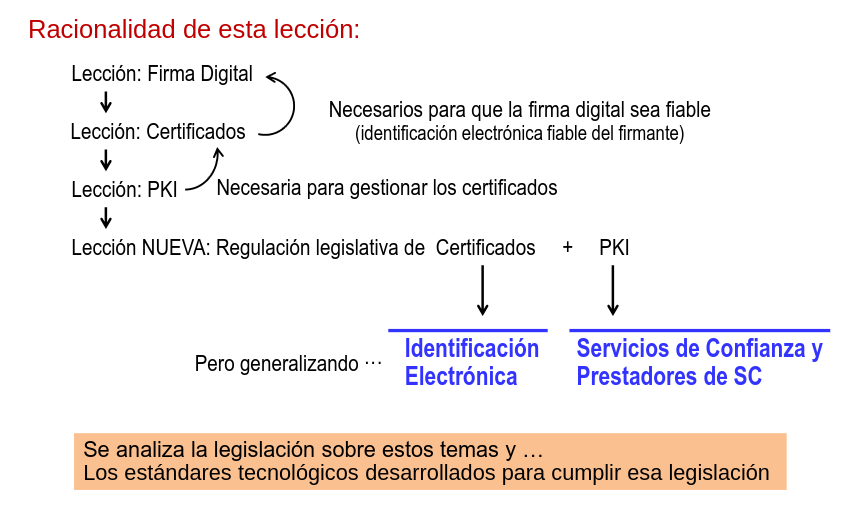 Racionalidad de esta lección:
Lección: Firma Digital
Necesarios para que la firma digital sea fiable
(identificación electrónica fiable del firmante)
Lección: Certificados
Lección: PKI
Necesaria para gestionar los certificados
Lección NUEVA: Regulación legislativa de Certificados + PKI
Pero generalizando …
Identificación
Electrónica
Servicios de Confianza y
Prestadores de SC
Se analiza la legislación sobre estos temas y …
Los estándares tecnológicos desarrollados para cumplir esa legislación